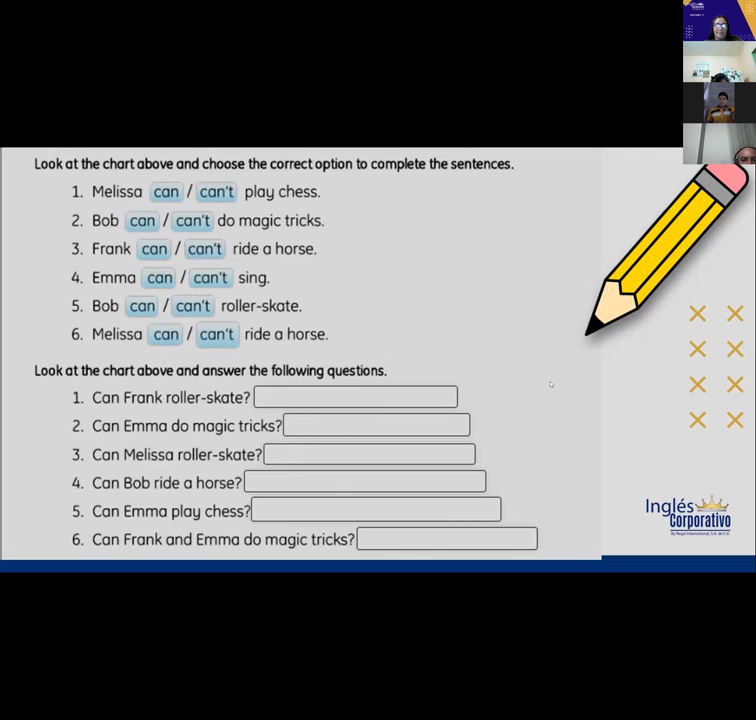 Look at the chart above and choose the correct option to complete the sentences.
1. Melissa can / can't play chess.
2. Bob can / can't do magic tricks.
3. Frank can / can't ride a horse.
4. Emma can / can't sing.
5. Bob can / can't roller-skate.
6. Melissa can / can't ride a horse.
Look at the chart above and answer the following questions.
1. Can Frank roller-skate?
2. Can Emma do magic tricks?
3. Can Melissa roller-skate?
4. Can Bob ride a horse?
5. Can Emma play chess?
6. Can Frank and Emma do magic tricks?
Inglés
Corporativo
By Regal International, S.A. de C.V.